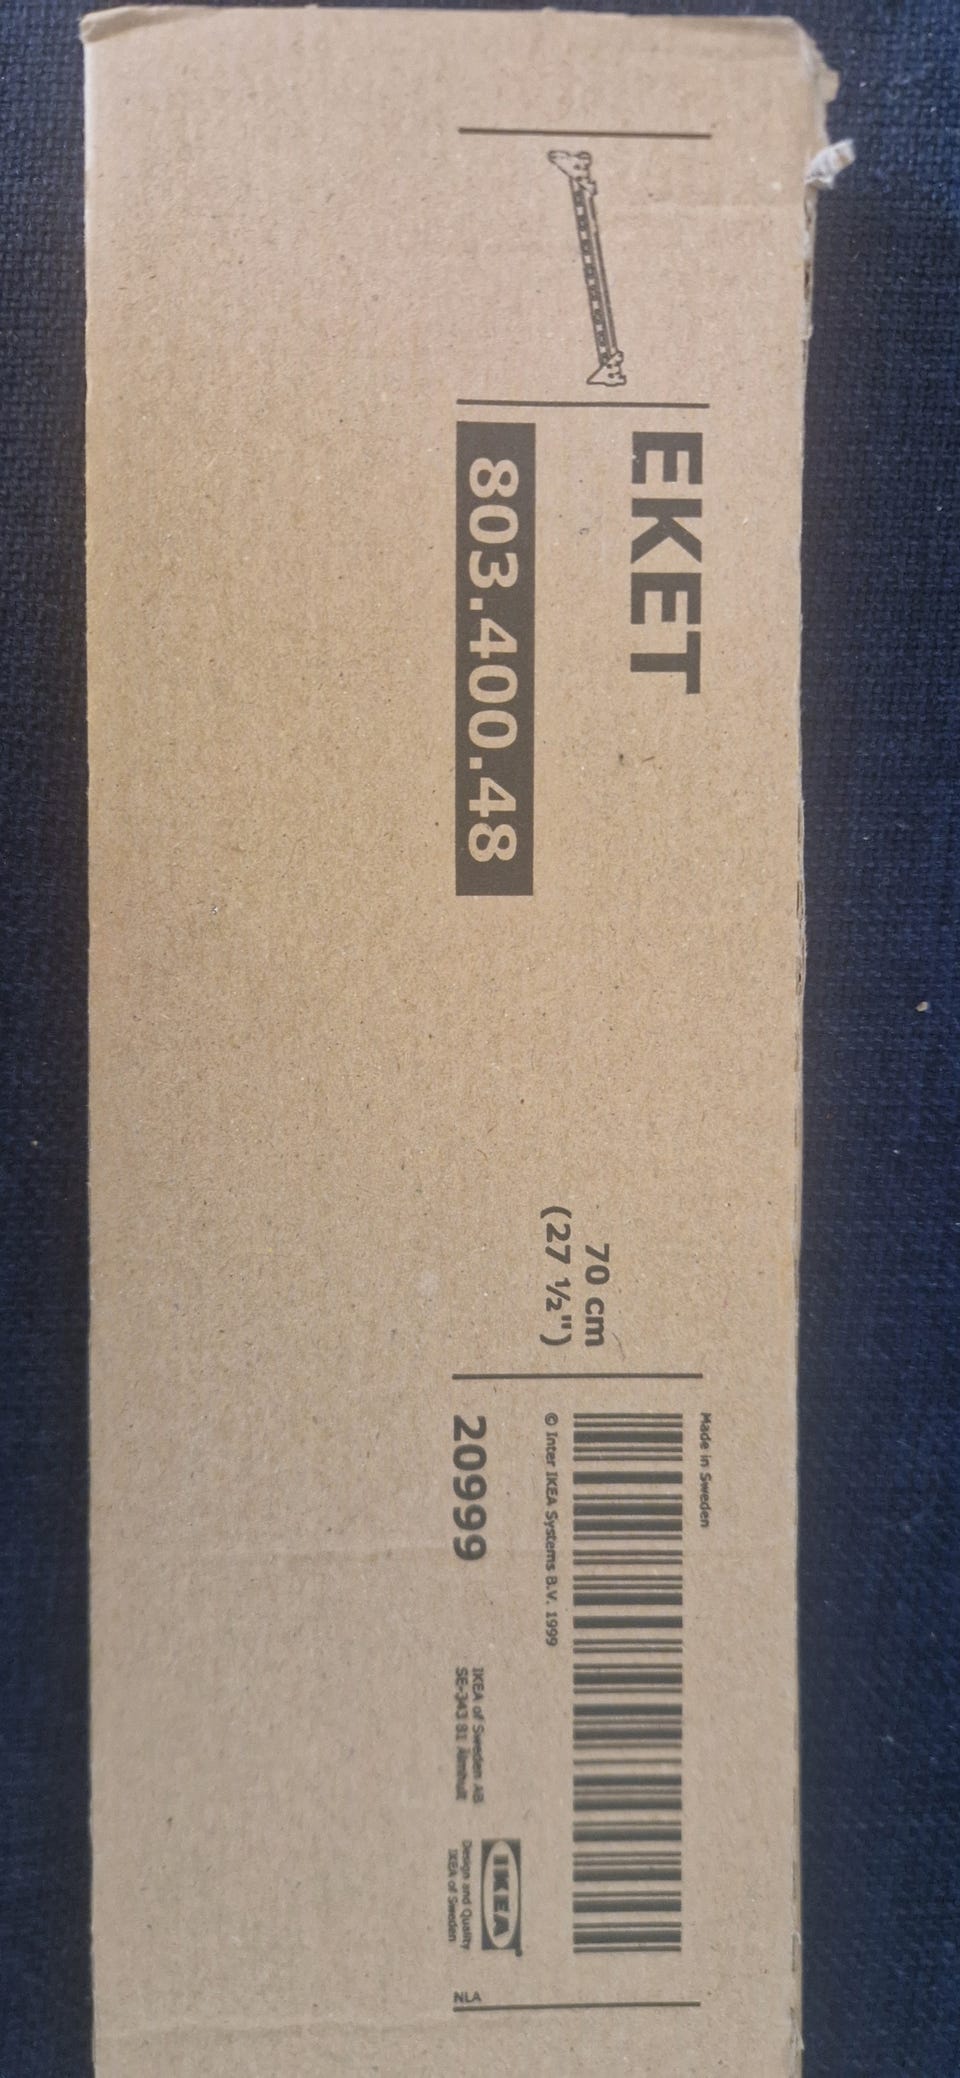 EKET
803.400.48
70 cm
(27 ½")
Made in Sweden
© Inter IKEA Systems B.V. 1999
20999
IKEA of Sweden AB
SE-343 81 Älmhult
IKEA®
Design and Quality
IKEA of Sweden
NLA